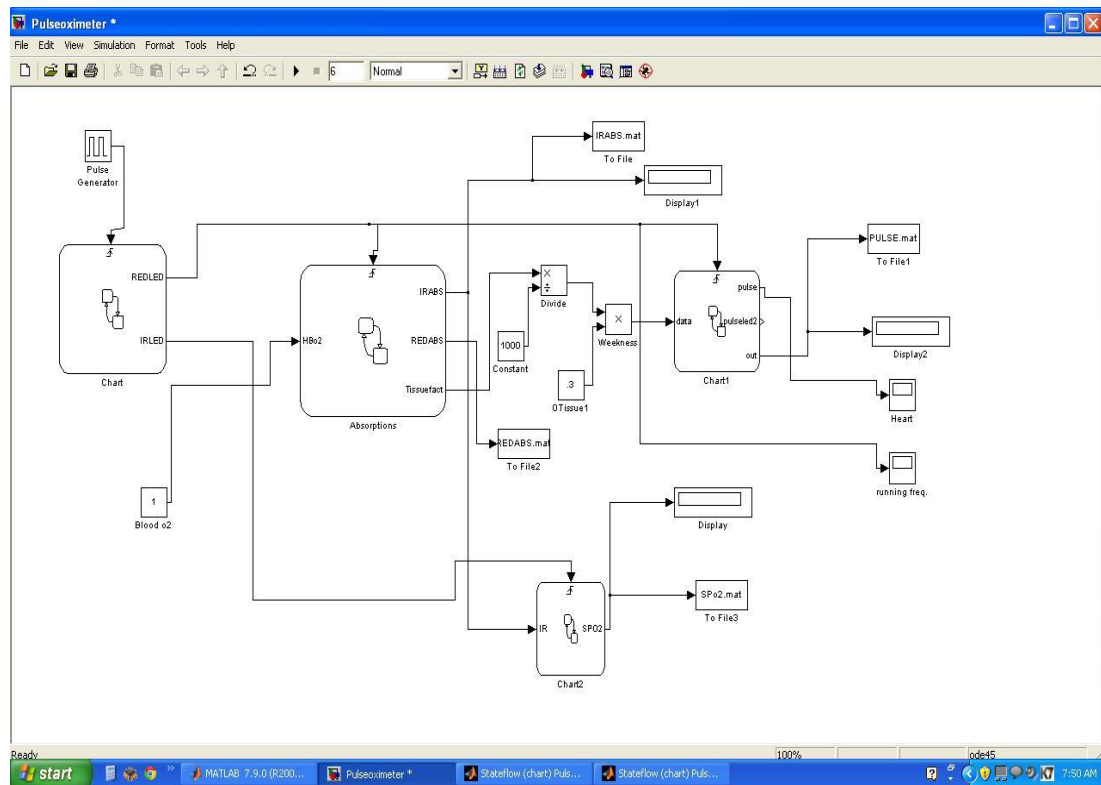 Pulseoximeter *
File Edit View Simulation Format Tools Help
6 Normal
Pulse
Generator
IRABS.mat
To File
Display1
PULSE.mat
To File1
REDLED
IRLED
Chart
HBo2
IRABS
REDABS
Tissuefact
Absorptions
×
÷
Divide
1000
Constant
×
Weekness
.3
OTissue1
data
pulse
pulseled2
out
Chart1
Display2
Heart
REDABS.mat
To File2
running freq.
1
Blood o2
Display
IR
SPO2
Chart2
SPo2.mat
To File3
Ready 100% ode45
start MATLAB 7.9.0 (R200... Pulseoximeter * Stateflow (chart) Puls... Stateflow (chart) Puls... 7:50 AM